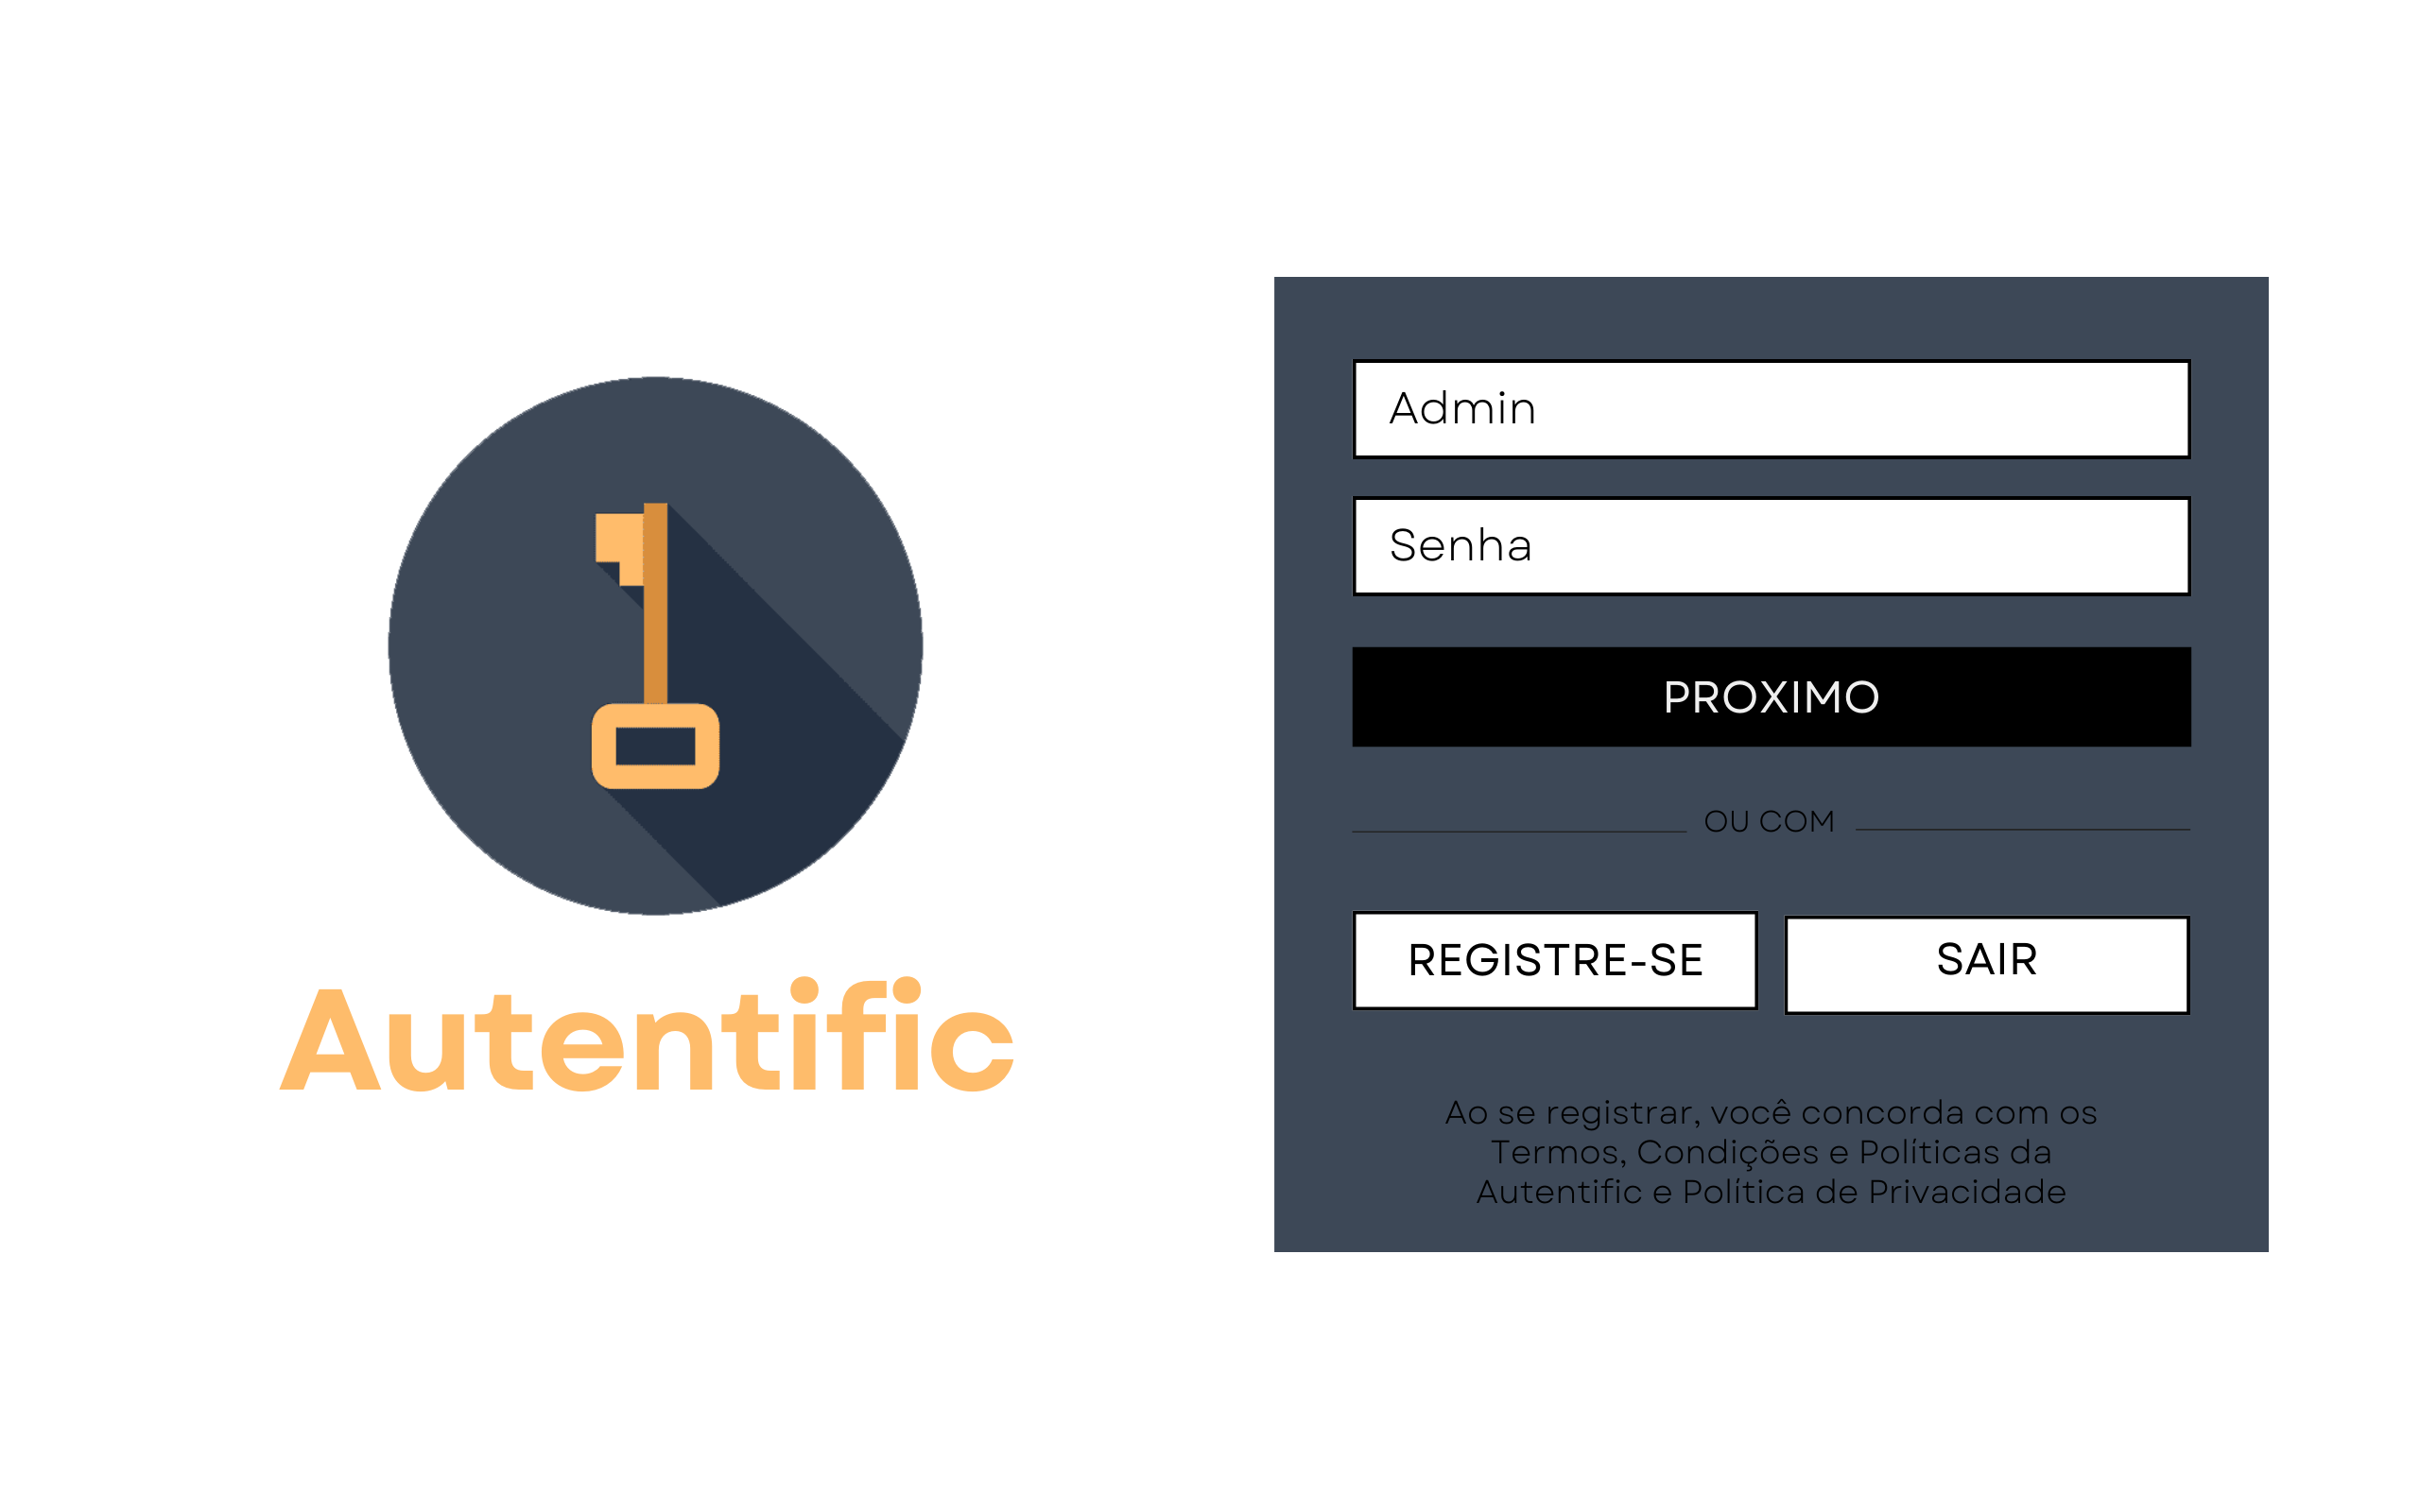 Autentific
Admin
Senha
PROXIMO
OU COM
REGISTRE-SE
SAIR
Ao se registrar, você concorda com os
Termos, Condições e Políticas da
Autentific e Política de Privacidade